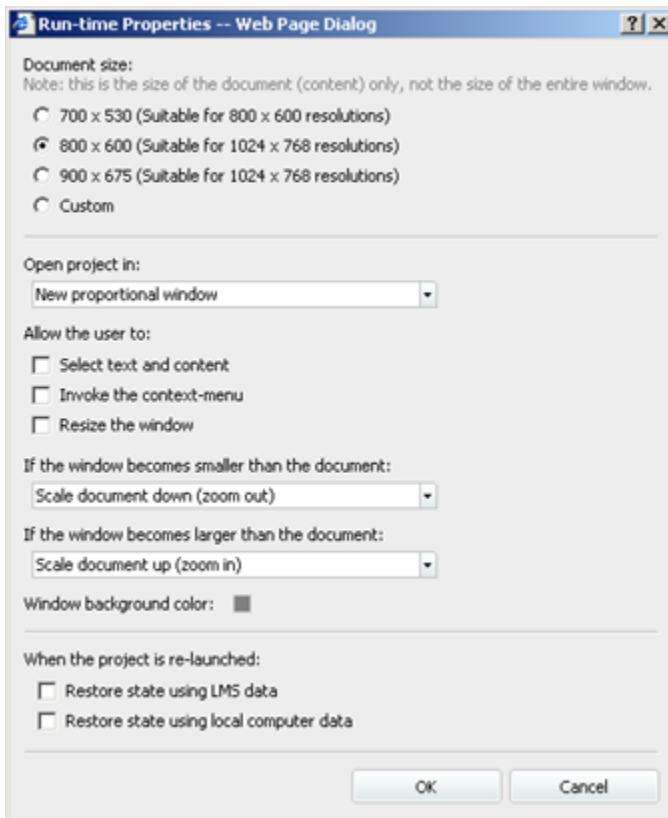 Run-time Properties -- Web Page Dialog
Document size:
Note: this is the size of the document (content) only, not the size of the entire window.
700 x 530 (Suitable for 800 x 600 resolutions)
800 x 600 (Suitable for 1024 x 768 resolutions)
900 x 675 (Suitable for 1024 x 768 resolutions)
Custom
Open project in:
New proportional window
Allow the user to:
Select text and content
Invoke the context-menu
Resize the window
If the window becomes smaller than the document:
Scale document down (zoom out)
If the window becomes larger than the document:
Scale document up (zoom in)
Window background color:
When the project is re-launched:
Restore state using LMS data
Restore state using local computer data
OK Cancel